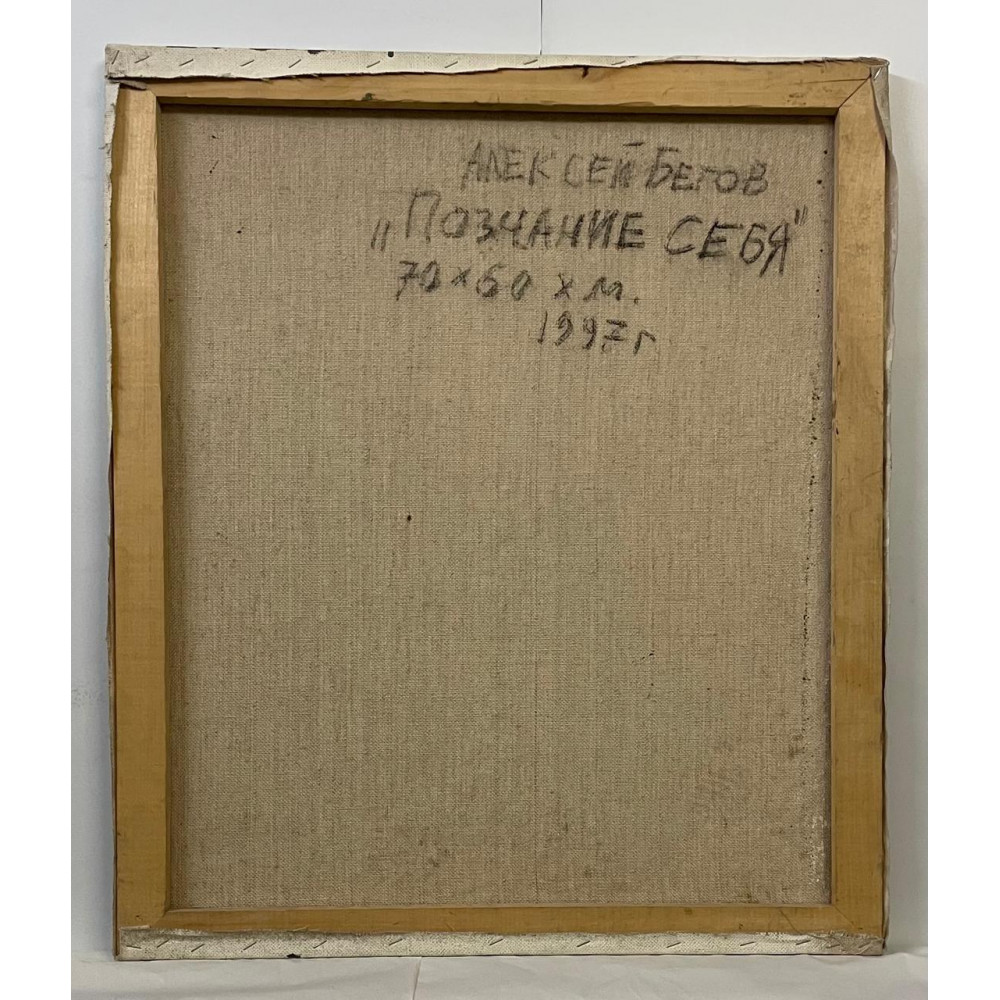 АЛЕКСЕЙ БЕГОВ
„ПОЗНАНИЕ СЕБЯ"
70×60 х м.
1997г